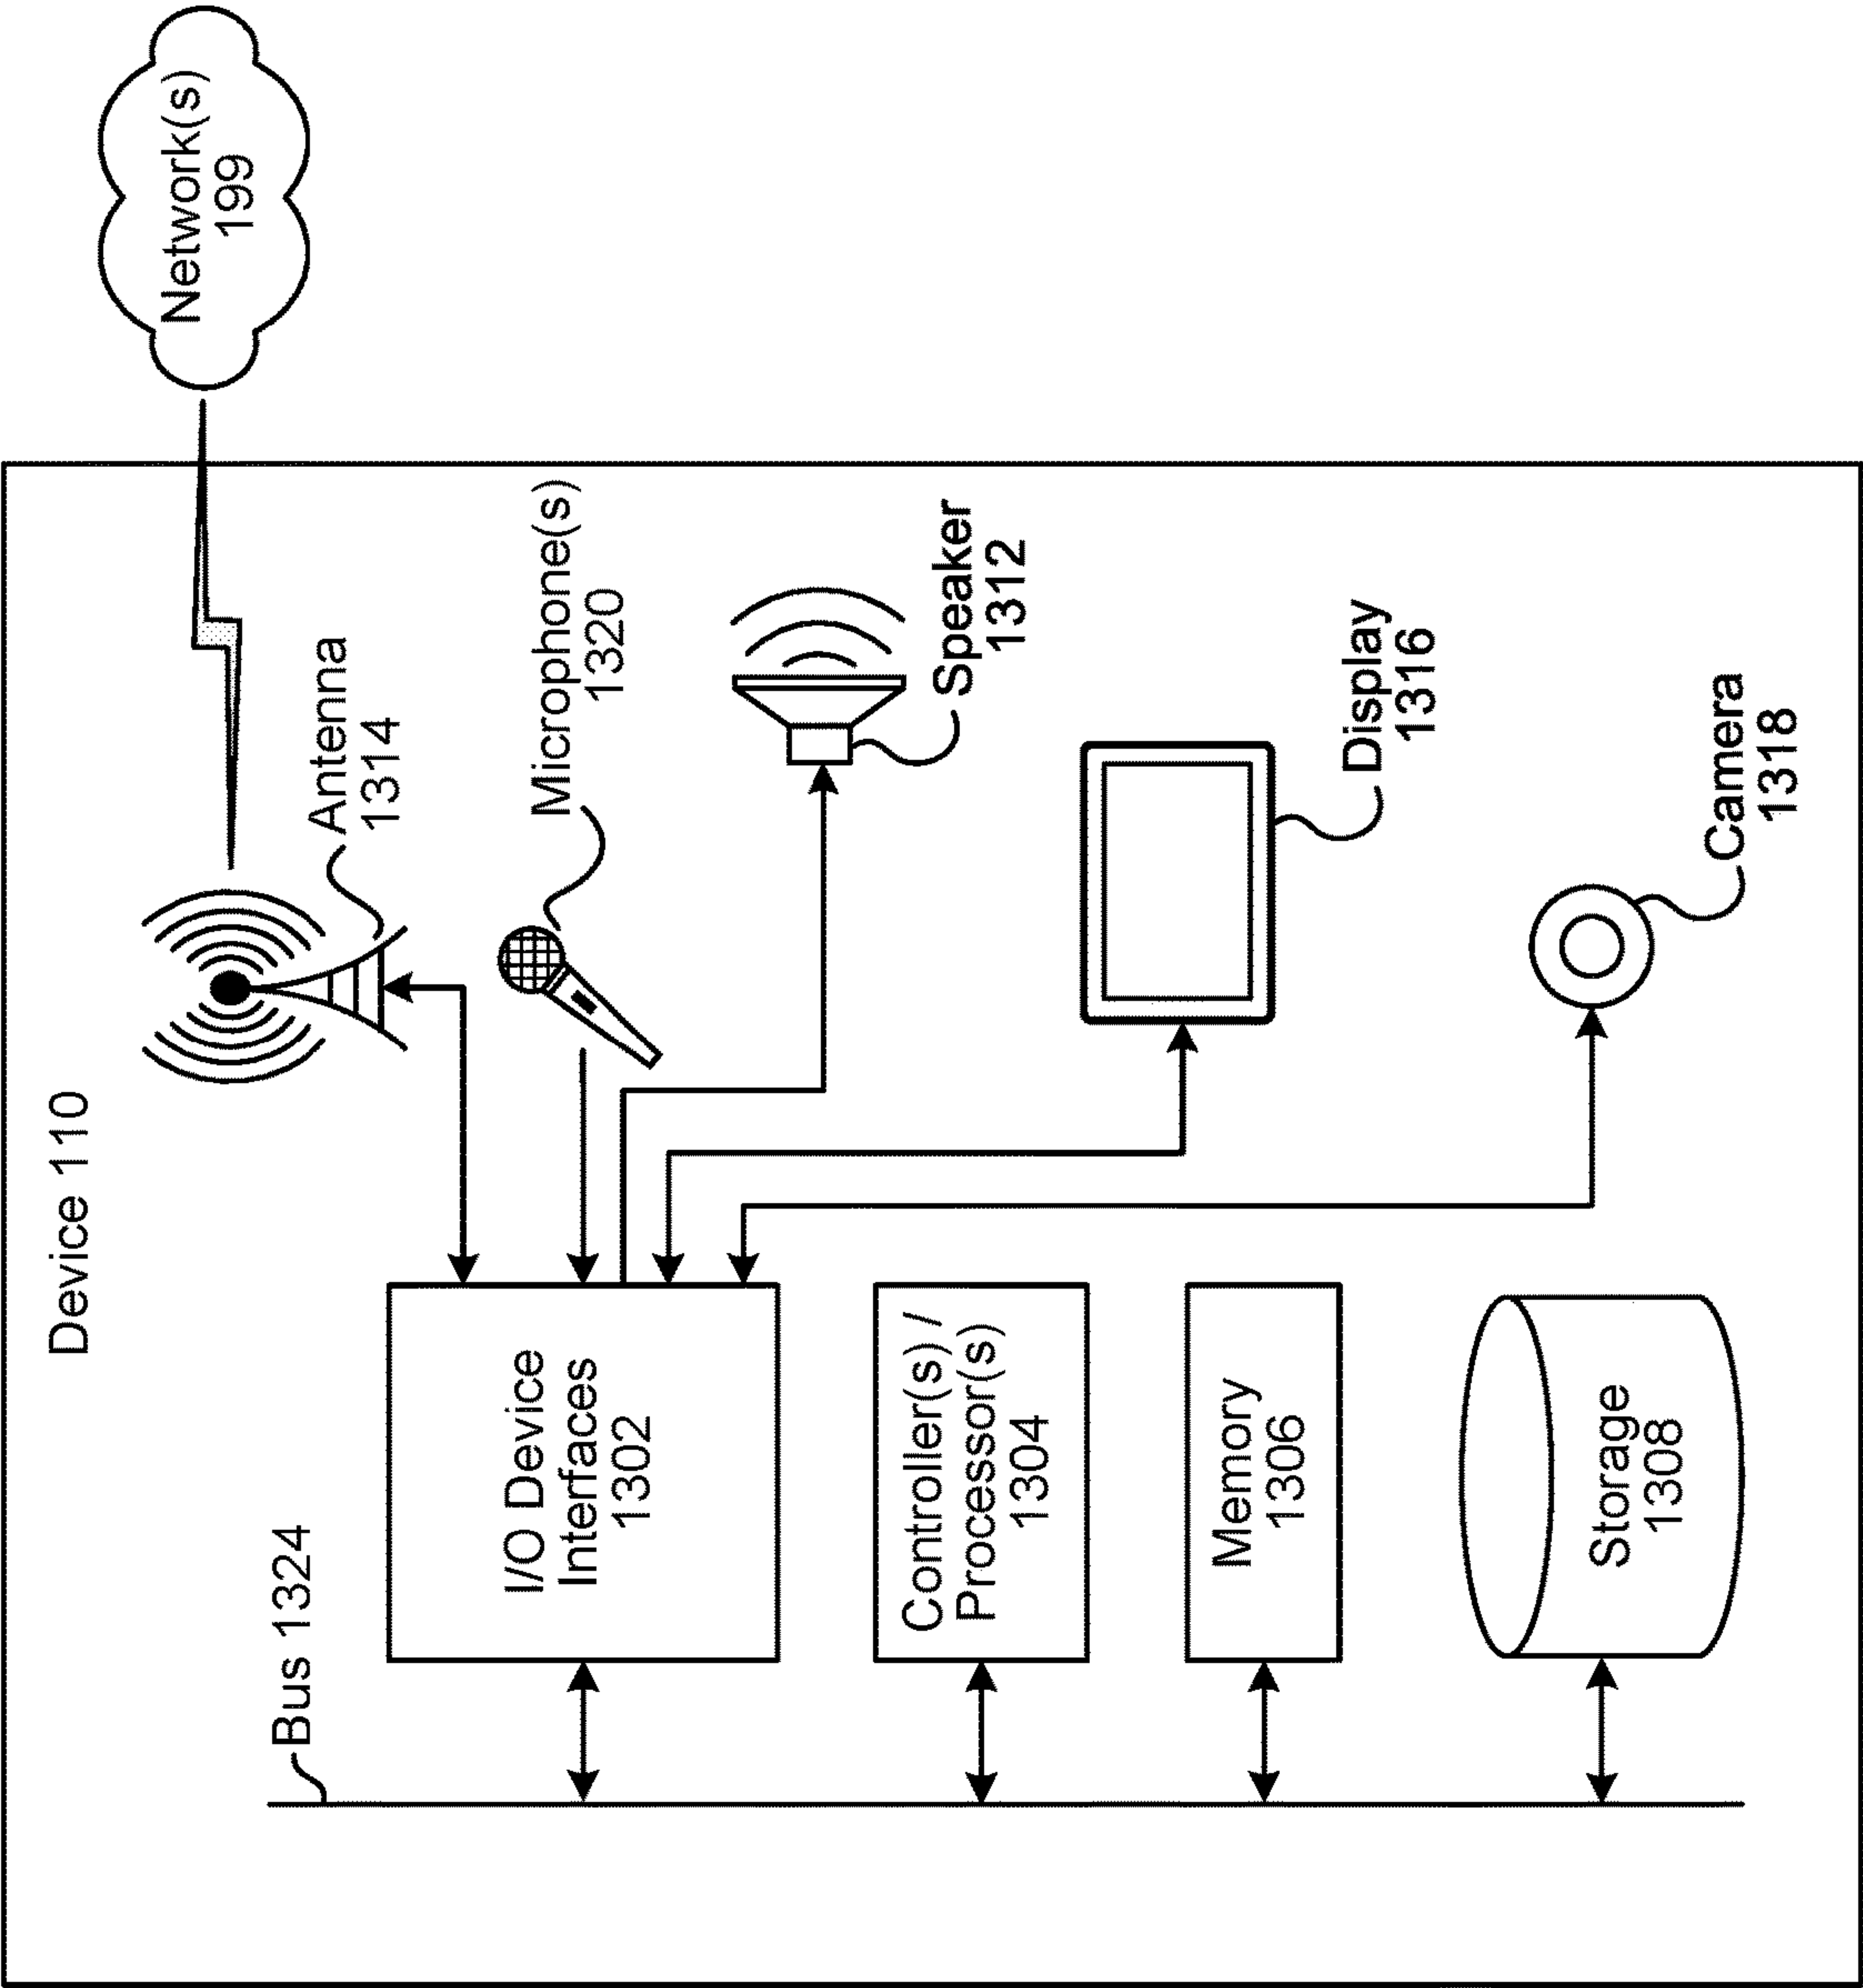 Device 110
Network(s)
199
Bus 1324
Antenna
1314
I/O Device
Interfaces
1302
Microphone(s)
1320
Speaker
1312
Controller(s) /
Processor(s)
1304
Display
1316
Memory
1306
Storage
1308
Camera
1318